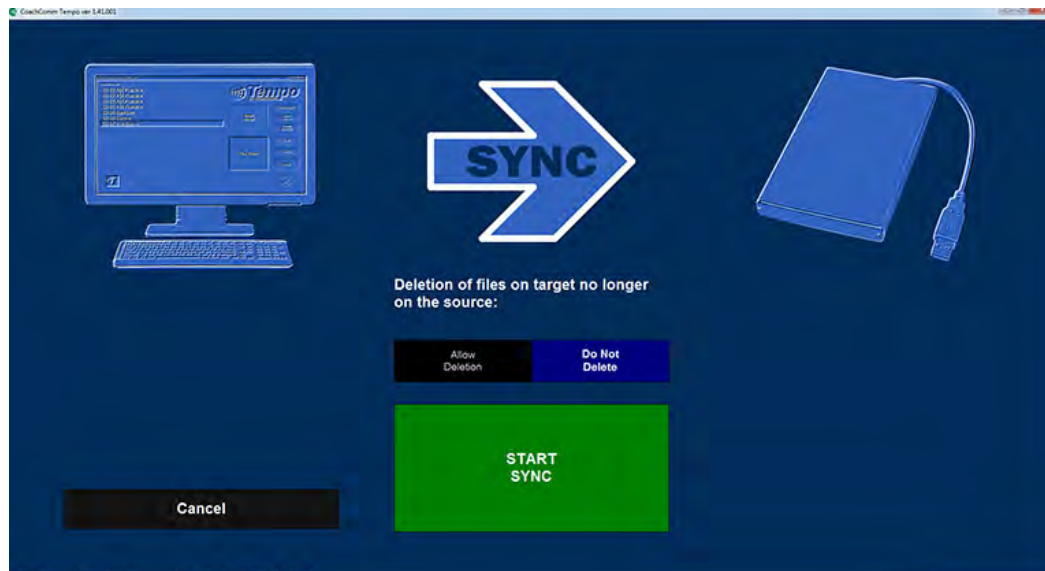 CoachComm Tempo ver 1.41.001
Tempo
SYNC
Deletion of files on target no longer
on the source:
Allow
Deletion
Do Not
Delete
START
SYNC
Cancel